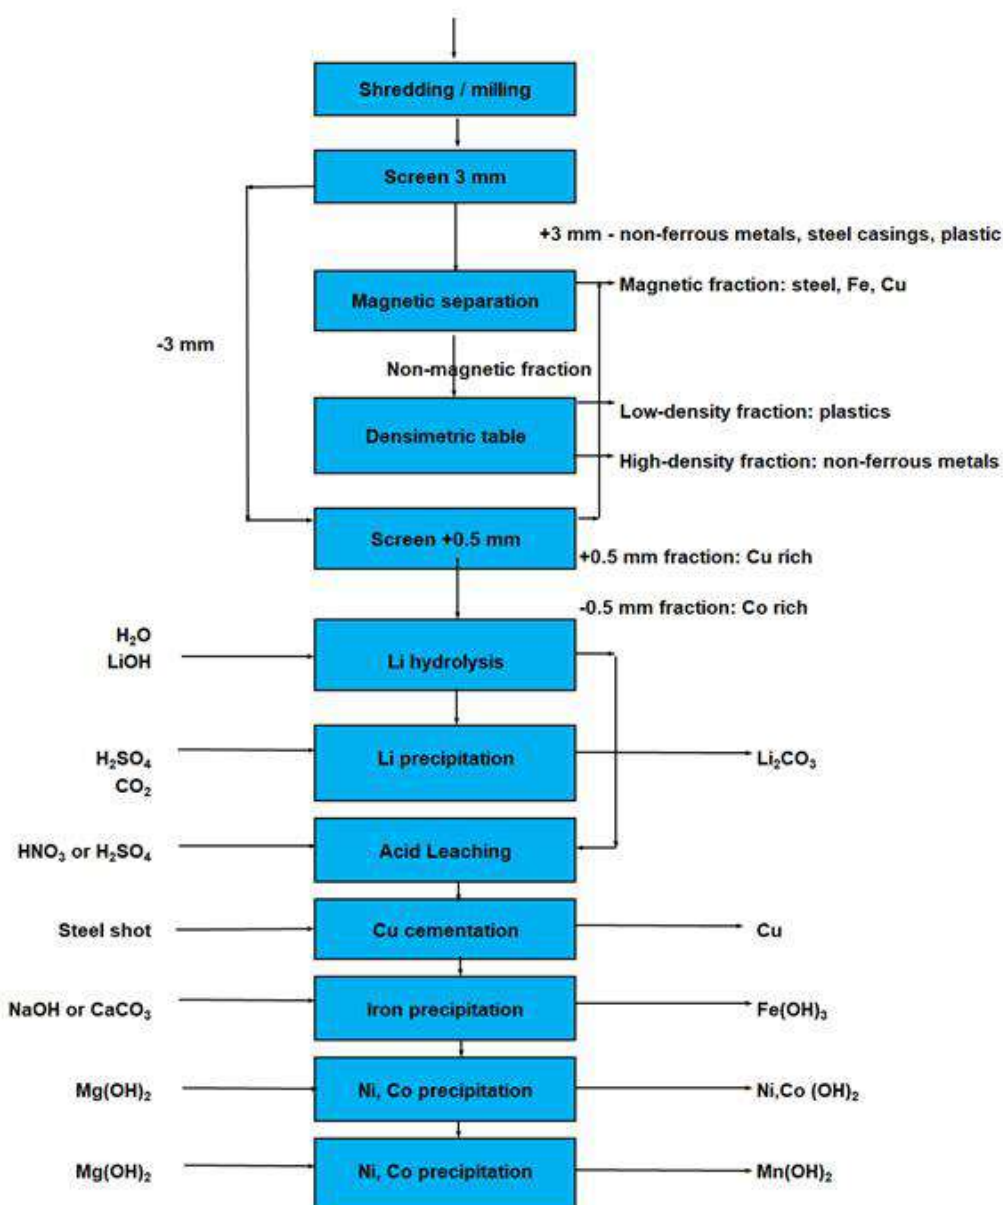 Shredding / milling
Screen 3 mm
+3 mm - non-ferrous metals, steel casings, plastic
Magnetic separation
Magnetic fraction: steel, Fe, Cu
-3 mm
Non-magnetic fraction
Low-density fraction: plastics
Densimetric table
High-density fraction: non-ferrous metals
Screen +0.5 mm
+0.5 mm fraction: Cu rich
-0.5 mm fraction: Co rich
H₂O
LiOH
Li hydrolysis
H₂SO₄
CO₂
Li precipitation
Li₂CO₃
HNO₃ or H₂SO₄
Acid Leaching
Steel shot
Cu cementation
Cu
NaOH or CaCO₃
Iron precipitation
Fe(OH)₃
Mg(OH)₂
Ni, Co precipitation
Ni,Co (OH)₂
Mg(OH)₂
Ni, Co precipitation
Mn(OH)₂